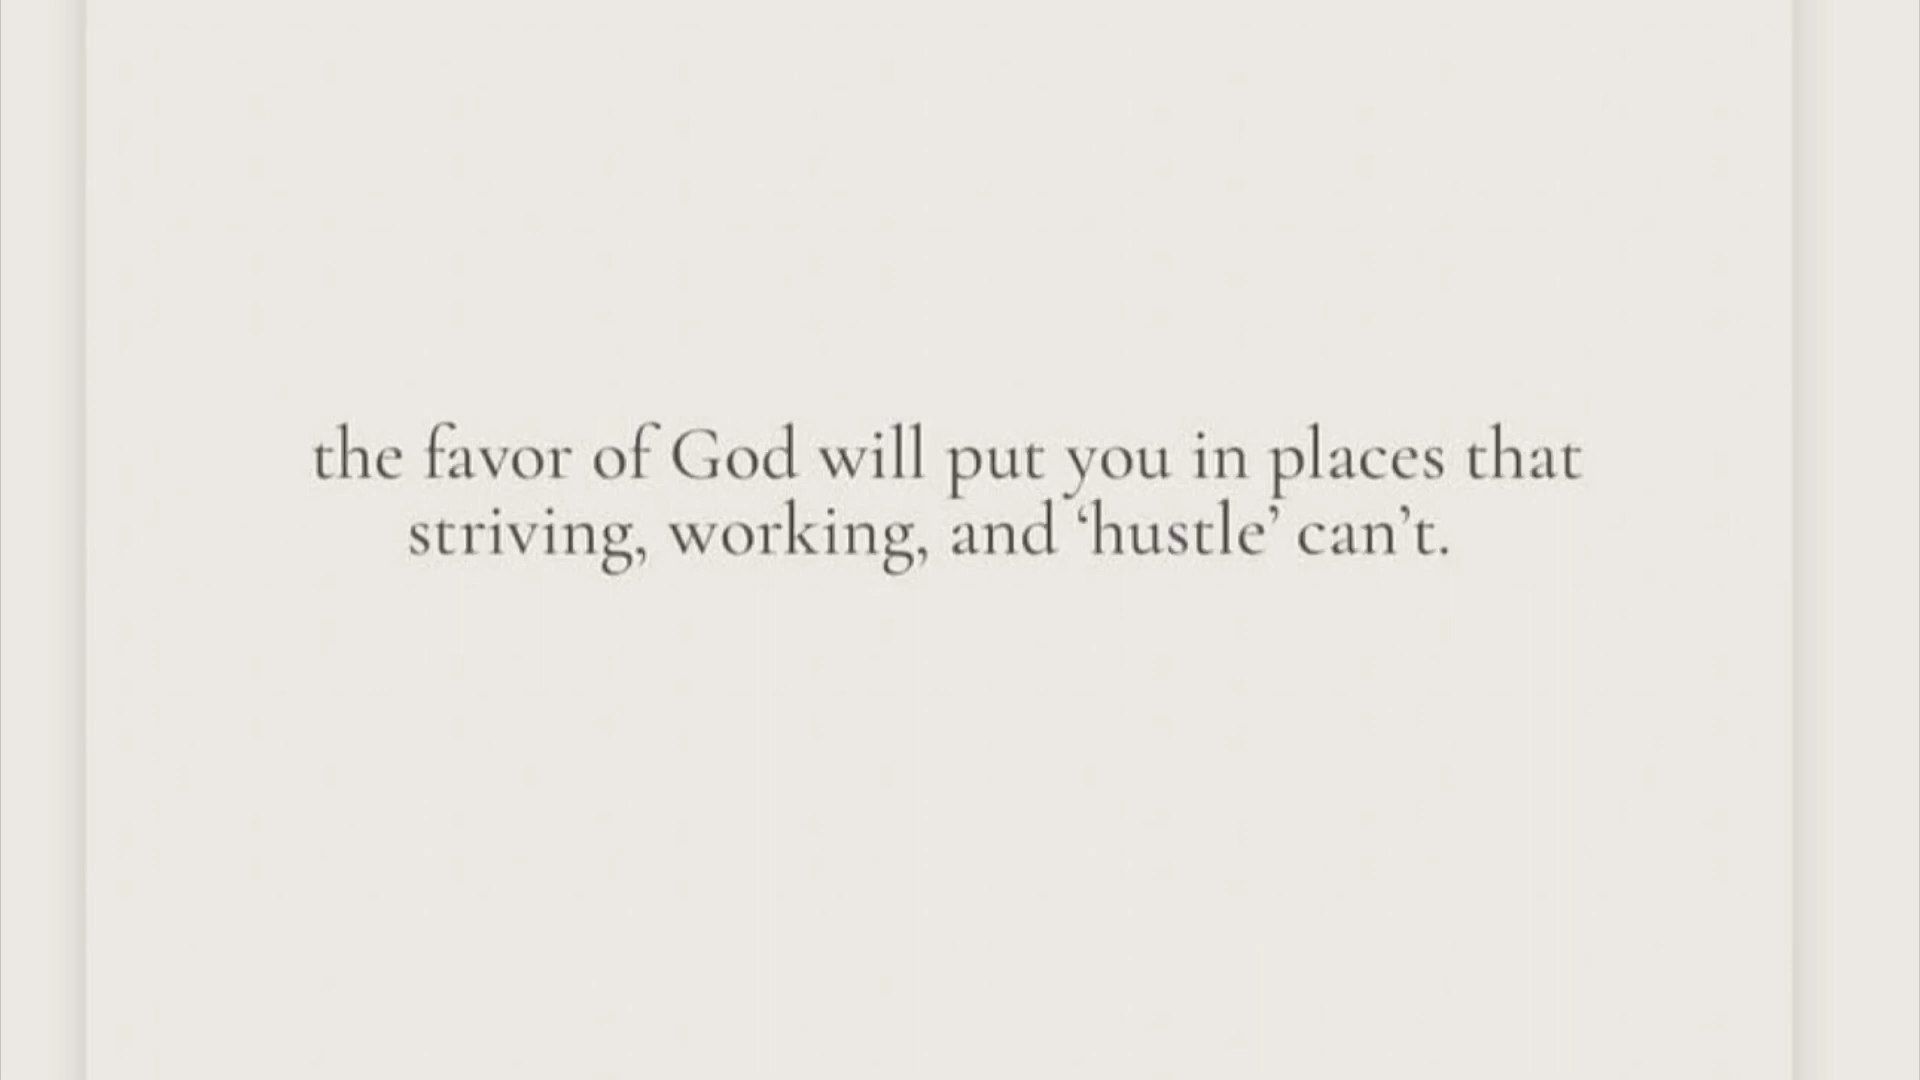 the favor of God will put you in places that
striving, working, and ‘hustle’ can’t.